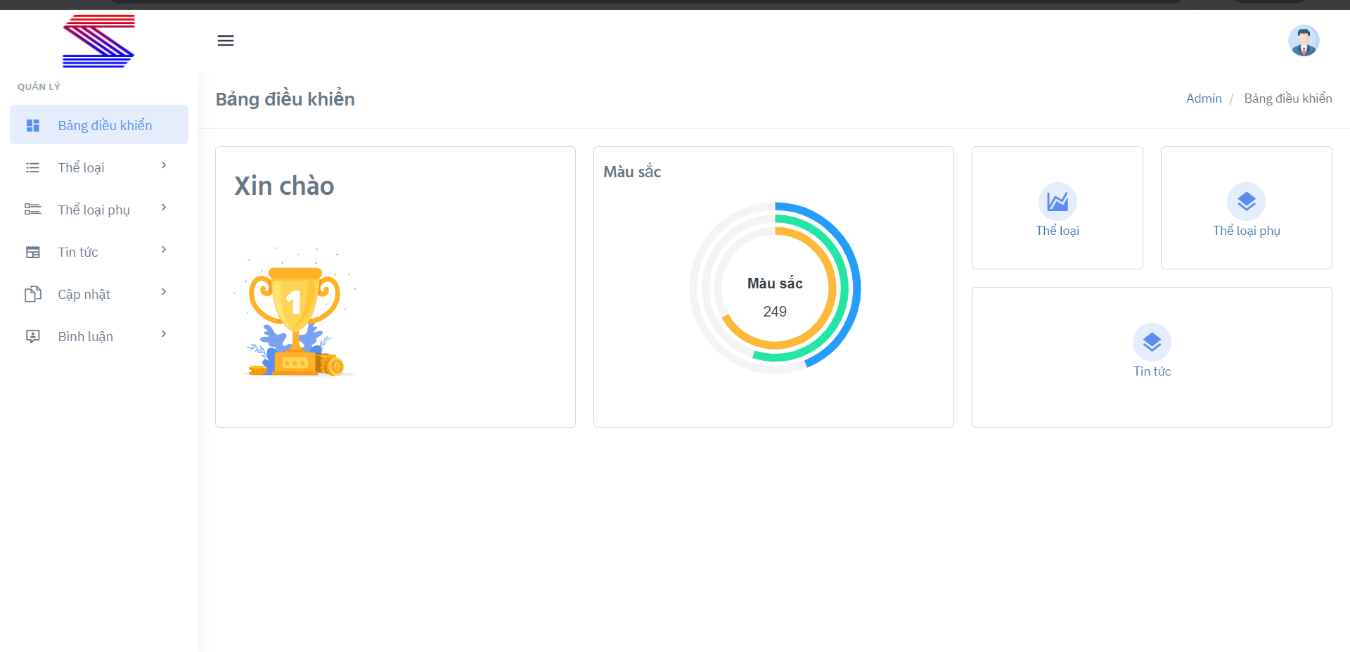 QUẢN LÝ
Bảng điều khiển
Thể loại
Thể loại phụ
Tin tức
Cập nhật
Bình luận
Bảng điều khiển
Admin / Bảng điều khiển
Xin chào
1
Màu sắc
Màu sắc
249
Thể loại
Thể loại phụ
Tin tức